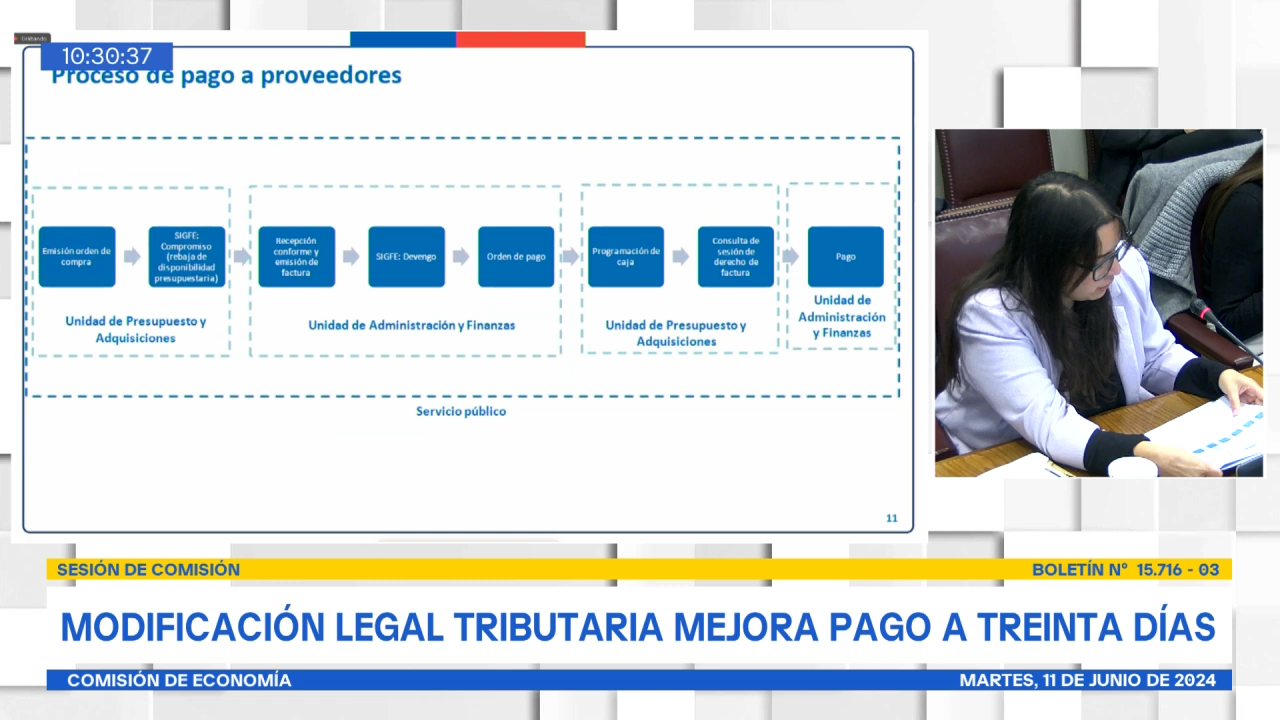 Grabando
10:30:37
Proceso de pago a proveedores
Emisión orden de
compra
SIGFE:
Compromiso
(rebaja de
disponibilidad
presupuestaria)
Recepción
conforme y
emisión de
factura
SIGFE: Devengo
Orden de pago
Programación de
caja
Consulta de
sesión de
derecho de
factura
Pago
Unidad de Presupuesto y
Adquisiciones
Unidad de Administración y Finanzas
Unidad de Presupuesto y
Adquisiciones
Unidad de
Administración
y Finanzas
Servicio público
11
SESIÓN DE COMISIÓN
BOLETÍN N° 15.716 - 03
MODIFICACIÓN LEGAL TRIBUTARIA MEJORA PAGO A TREINTA DÍAS
COMISIÓN DE ECONOMÍA
MARTES, 11 DE JUNIO DE 2024